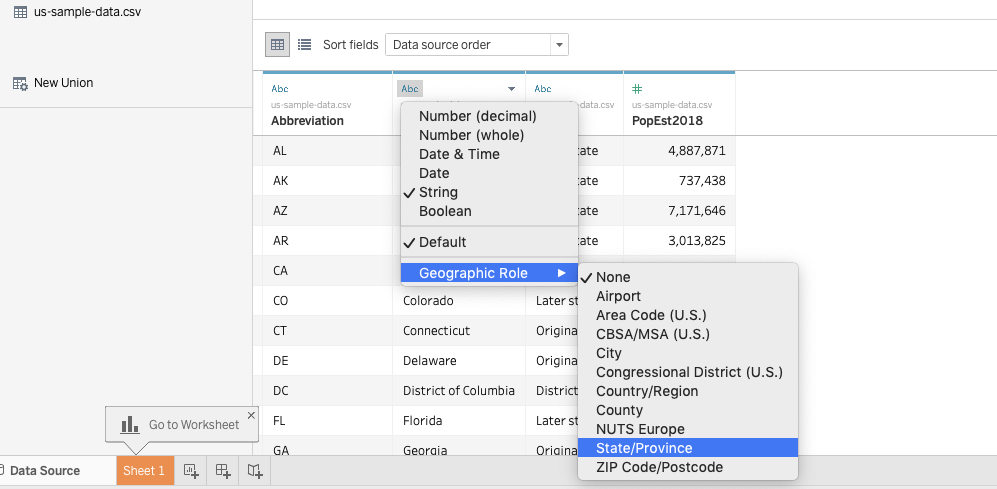 us-sample-data.csv
New Union
Sort fields Data source order
Abc Abc Abc #
us-sample-data.csv data.csv us-sample-data.csv
Abbreviation PopEst2018
AL tate 4,887,871
AK tate 737,438
AZ tate 7,171,646
AR tate 3,013,825
CA
CO Colorado Later st
CT Connecticut Origina
DE Delaware Origina
DC District of Columbia District
FL Florida Later st
GA Georgia Origina
Number (decimal)
Number (whole)
Date & Time
Date
String
Boolean
Default
Geographic Role
None
Airport
Area Code (U.S.)
CBSA/MSA (U.S.)
City
Congressional District (U.S.)
Country/Region
County
NUTS Europe
State/Province
ZIP Code/Postcode
Go to Worksheet
Data Source Sheet 1